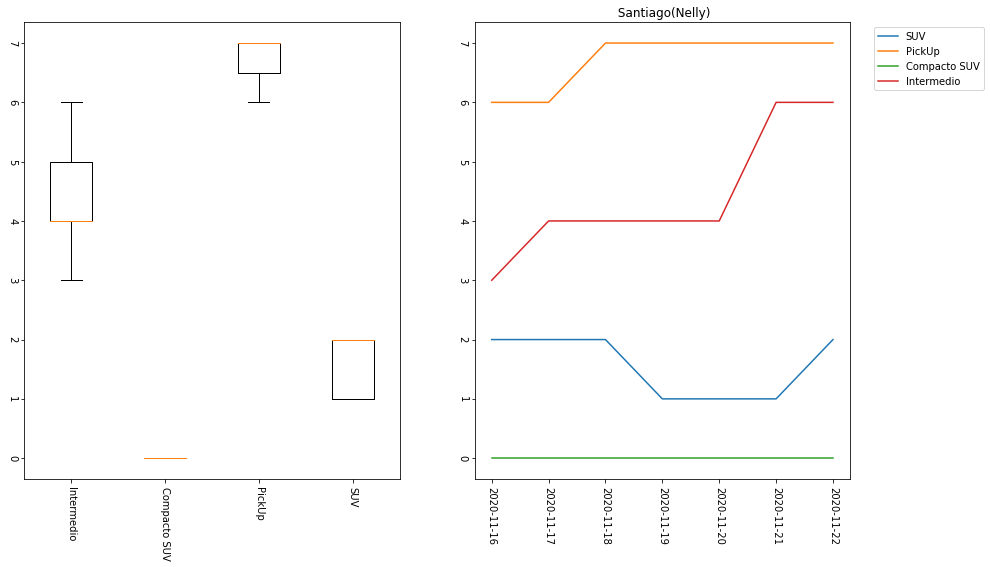 7
6
5
4
3
2
1
0
Intermedio
Compacto SUV
PickUp
SUV
Santiago(Nelly)
7
6
5
4
3
2
1
0
2020-11-16
2020-11-17
2020-11-18
2020-11-19
2020-11-20
2020-11-21
2020-11-22
SUV
PickUp
Compacto SUV
Intermedio